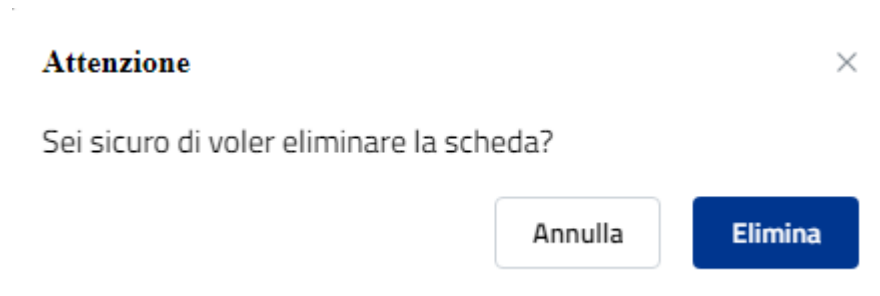 Attenzione
Sei sicuro di voler eliminare la scheda?
Annulla
Elimina